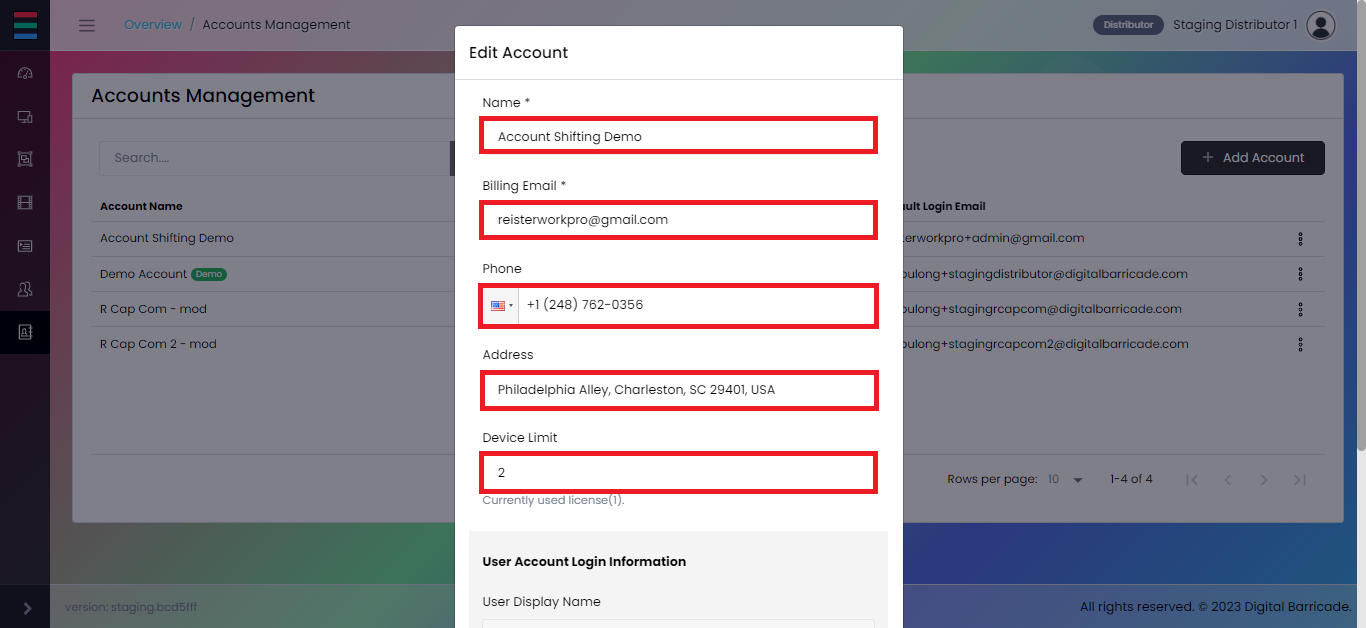 Overview / Accounts Management
Distributor Staging Distributor 1
Edit Account
Accounts Management
Name *
Account Shifting Demo
Search....
+ Add Account
Billing Email *
Account Name
ult Login Email
reisterworkpro@gmail.com
Account Shifting Demo
terworkpro+admin@gmail.com
Phone
Demo Account Demo
oulong+stagingdistributor@digitalbarricade.com
+1 (248) 762-0356
R Cap Com - mod
oulong+stagingrcapcom@digitalbarricade.com
R Cap Com 2 - mod
oulong+stagingrcapcom2@digitalbarricade.com
Address
Philadelphia Alley, Charleston, SC 29401, USA
Device Limit
2
Currently used license(1).
Rows per page: 10 1-4 of 4
User Account Login Information
User Display Name
version: staging.bcd5fff
All rights reserved. © 2023 Digital Barricade.